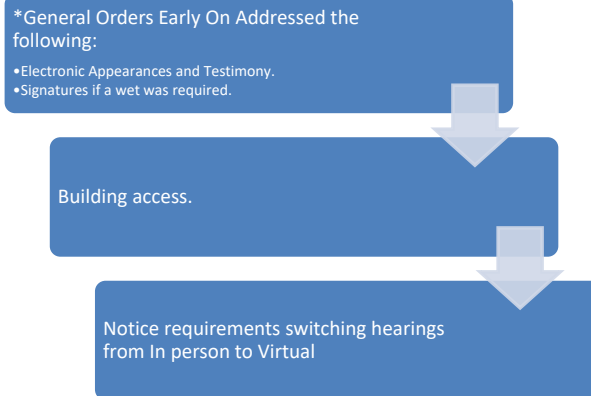 *General Orders Early On Addressed the
following:
•Electronic Appearances and Testimony.
•Signatures if a wet was required.
Building access.
Notice requirements switching hearings
from In person to Virtual